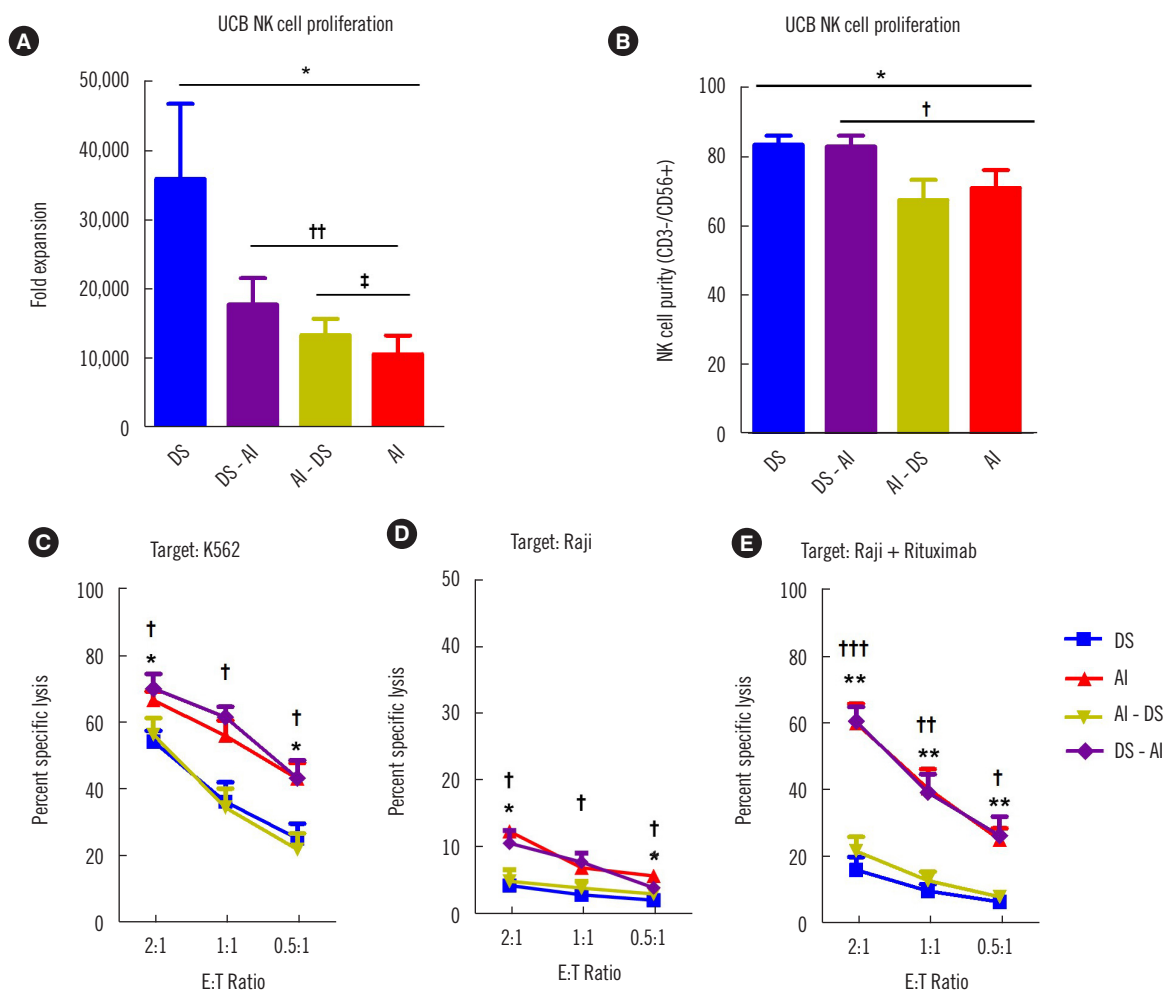 A
UCB NK cell proliferation
Fold expansion
50,000
40,000
30,000
20,000
10,000
0
*
††
‡
DS
DS - AI
AI - DS
AI
B
UCB NK cell proliferation
NK cell purity (CD3-/CD56+)
100
80
60
40
20
0
*
†
DS
DS - AI
AI - DS
AI
C
Target: K562
Percent specific lysis
100
80
60
40
20
0
†
*
†
†
*
2:1
1:1
0.5:1
E:T Ratio
D
Target: Raji
Percent specific lysis
50
40
30
20
10
0
†
*
†
†
*
2:1
1:1
0.5:1
E:T Ratio
E
Target: Raji + Rituximab
Percent specific lysis
100
80
60
40
20
0
†††
**
††
**
†
**
2:1
1:1
0.5:1
E:T Ratio
DS
AI
AI - DS
DS - AI